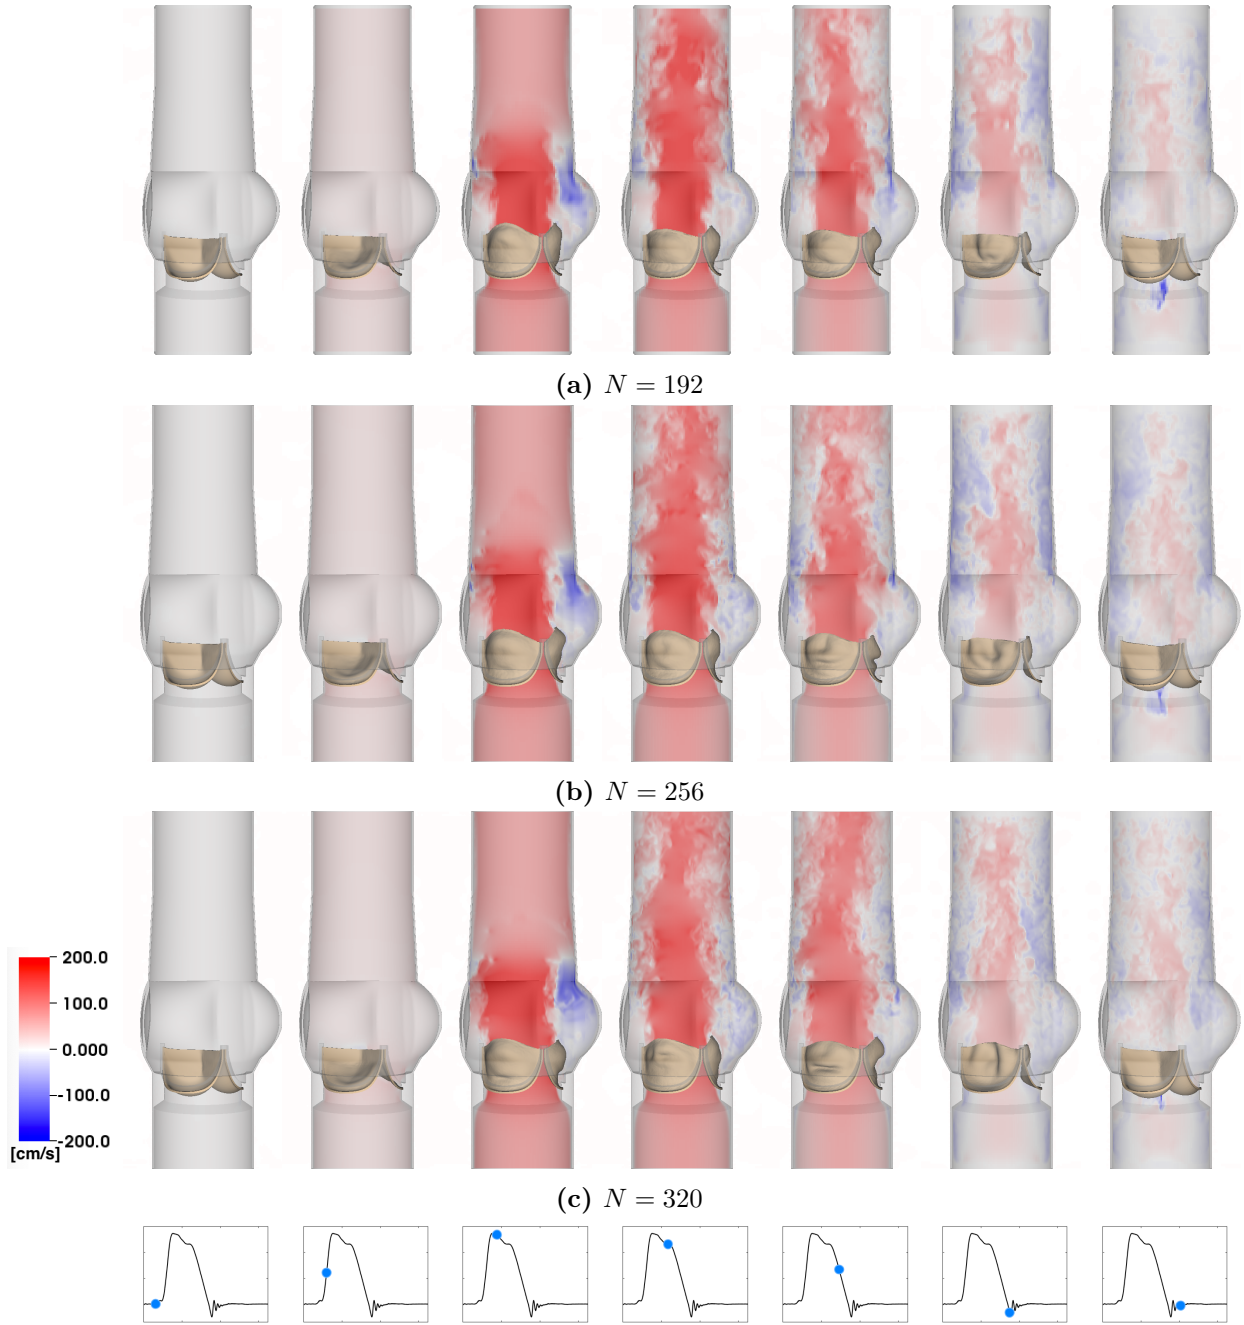 (a) N = 192
(b) N = 256
200.0
100.0
0.000
-100.0
-200.0
[cm/s]
(c) N = 320